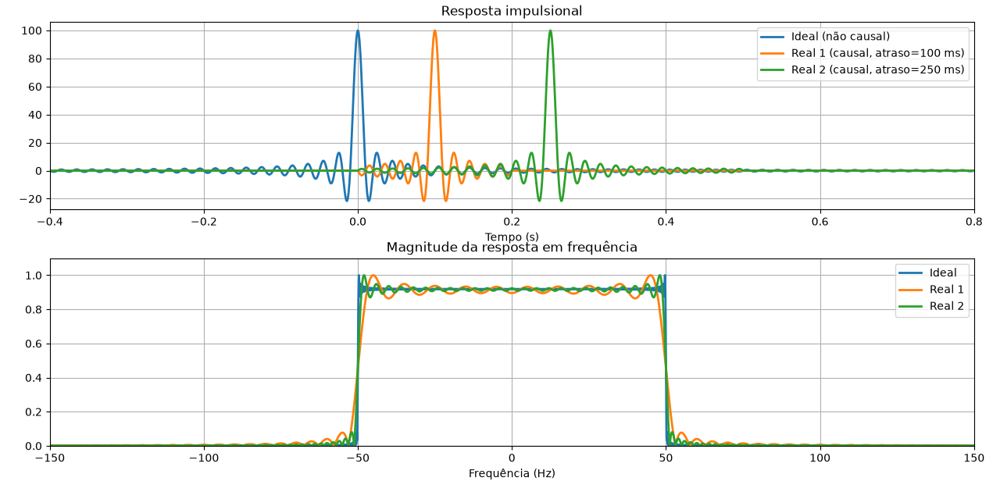 Resposta impulsional
100
80
60
40
20
0
−20
Ideal (não causal)
Real 1 (causal, atraso=100 ms)
Real 2 (causal, atraso=250 ms)
−0.4 −0.2 0.0 0.2 0.4 0.6 0.8
Tempo (s)
Magnitude da resposta em frequência
1.0
0.8
0.6
0.4
0.2
0.0
Ideal
Real 1
Real 2
−150 −100 −50 0 50 100 150
Frequência (Hz)